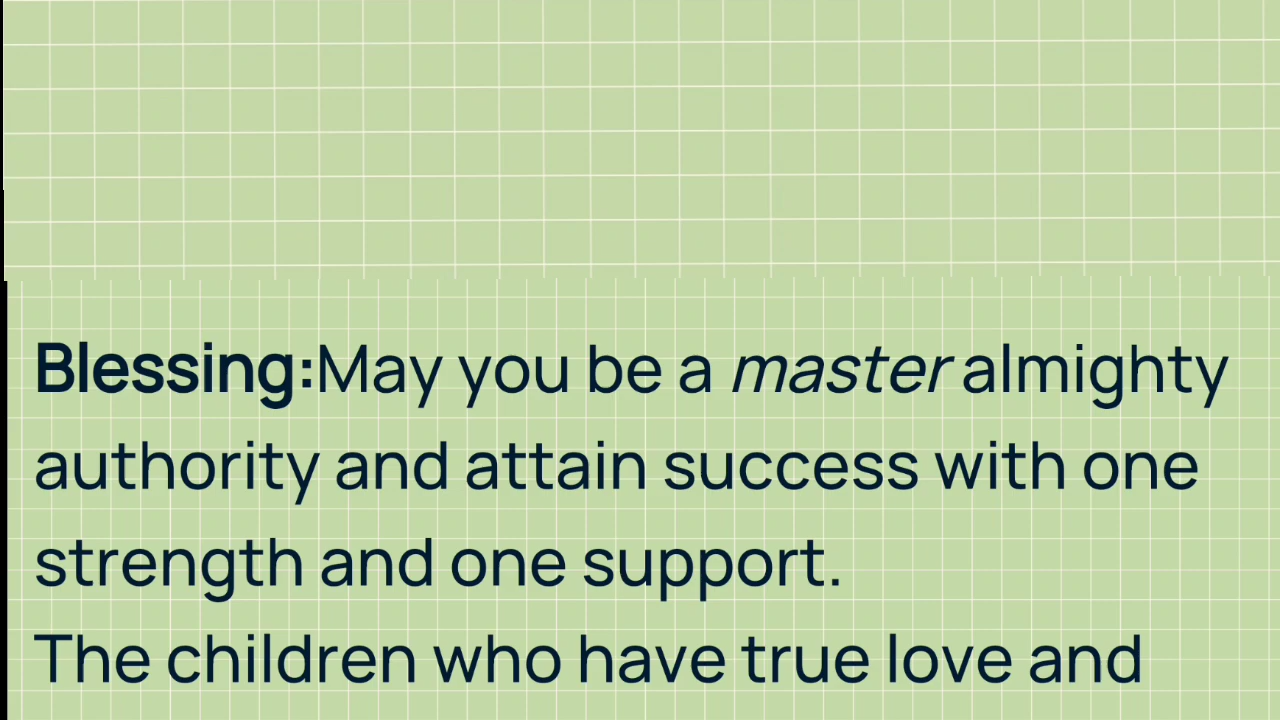 Blessing:May you be a master almighty
authority and attain success with one
strength and one support.
The children who have true love and